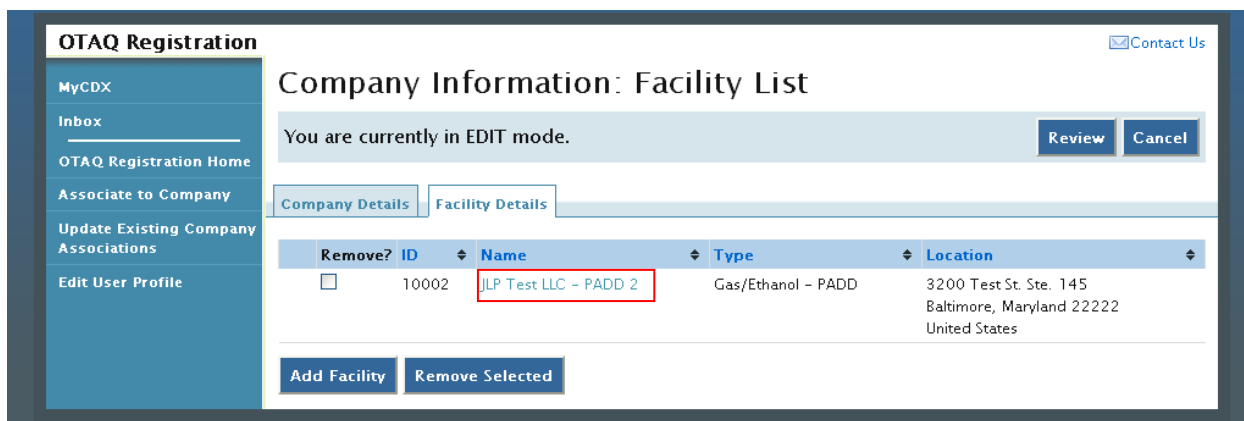 OTAQ Registration
Contact Us
MyCDX
Inbox
OTAQ Registration Home
Associate to Company
Update Existing Company
Associations
Edit User Profile
Company Information: Facility List
You are currently in EDIT mode.
Review Cancel
Company Details Facility Details
Remove? ID Name Type Location
10002 JLP Test LLC – PADD 2 Gas/Ethanol – PADD 3200 Test St. Ste. 145
Baltimore, Maryland 22222
United States
Add Facility Remove Selected